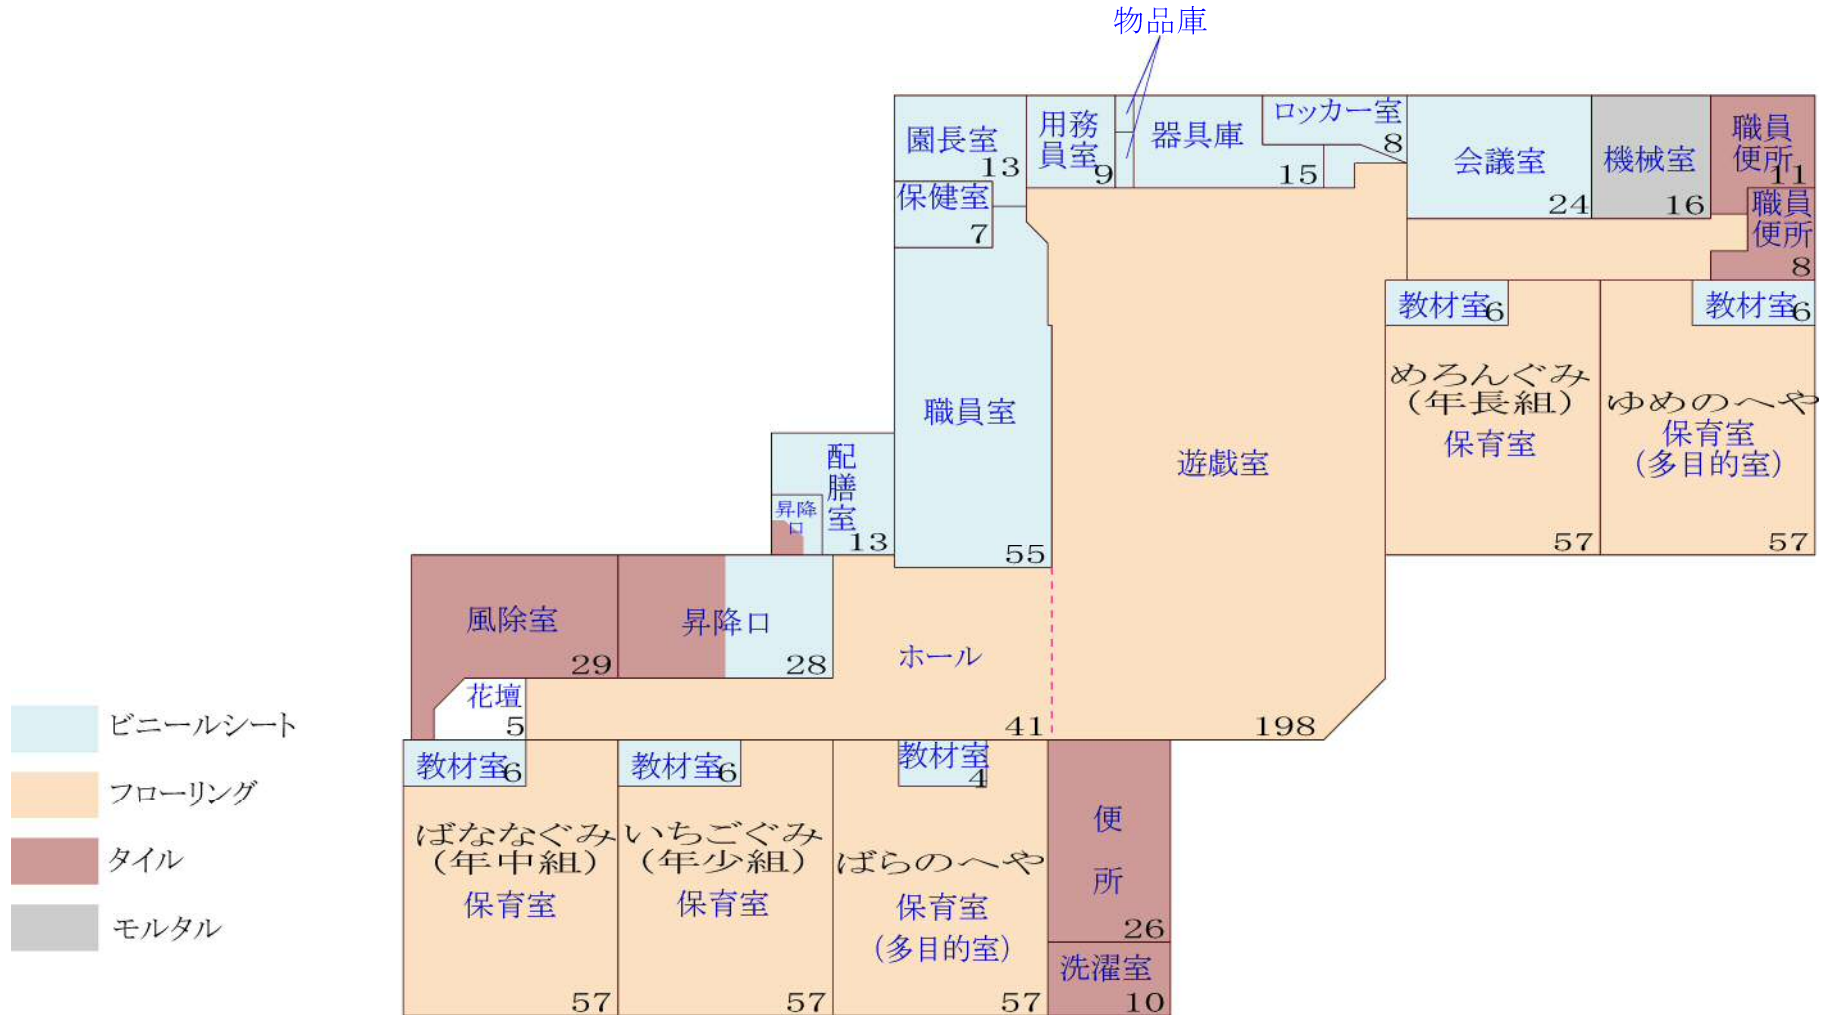 物品庫
園長室
13
用務
員室
9
器具庫
15
ロッカー室
8
会議室
24
機械室
16
職員
便所
11
職員
便所
8
保健室
7
教材室6
教材室6
めろんぐみ
(年長組)
保育室
57
ゆめのへや
保育室
(多目的室)
57
職員室
55
遊戯室
198
配
膳
室
13
昇降
口
風除室
29
昇降口
28
ホール
41
花壇
5
ビニールシート
フローリング
タイル
モルタル
教材室6
ばななぐみ
(年中組)
保育室
57
教材室6
いちごぐみ
(年少組)
保育室
57
教材室
4
ばらのへや
保育室
(多目的室)
57
便
所
26
洗濯室
10